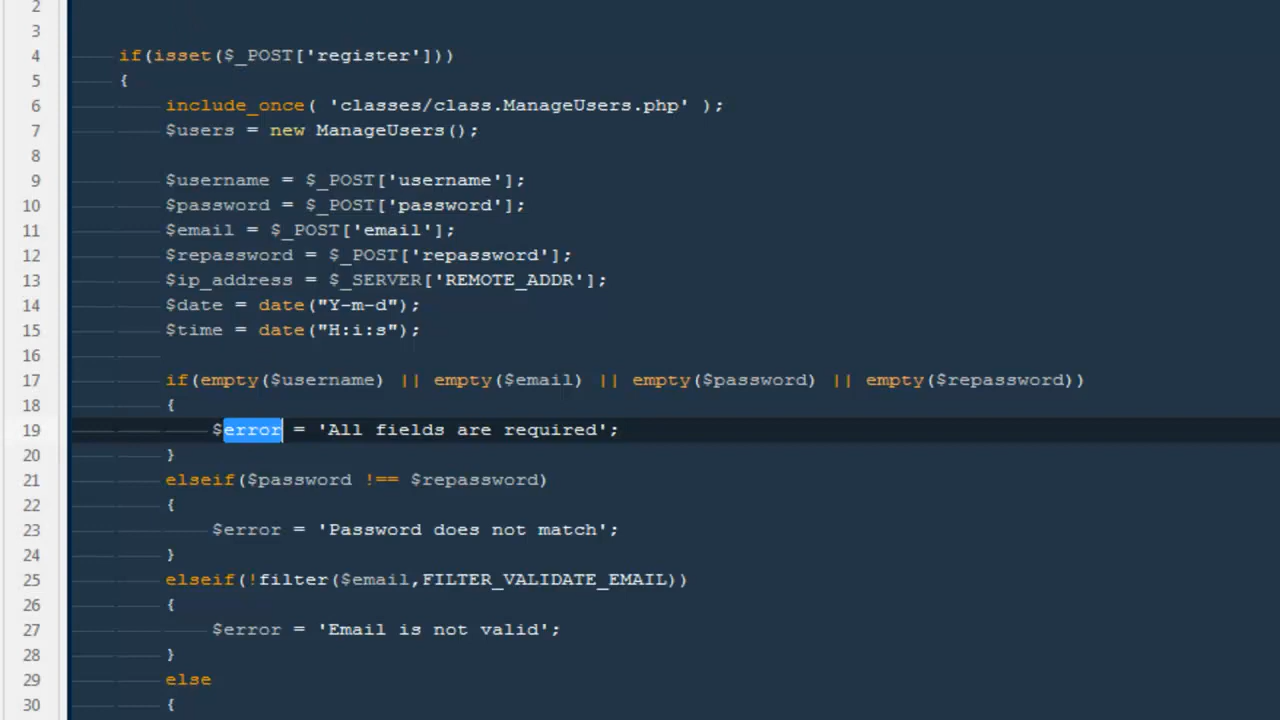 2
3
4 if(isset($_POST['register']))
5 {
6 include_once( 'classes/class.ManageUsers.php' );
7 $users = new ManageUsers();
8
9 $username = $_POST['username'];
10 $password = $_POST['password'];
11 $email = $_POST['email'];
12 $repassword = $_POST['repassword'];
13 $ip_address = $_SERVER['REMOTE_ADDR'];
14 $date = date("Y-m-d");
15 $time = date("H:i:s");
16
17 if(empty($username) || empty($email) || empty($password) || empty($repassword))
18 {
19 $error = 'All fields are required';
20 }
21 elseif($password !== $repassword)
22 {
23 $error = 'Password does not match';
24 }
25 elseif(!filter($email,FILTER_VALIDATE_EMAIL))
26 {
27 $error = 'Email is not valid';
28 }
29 else
30 {